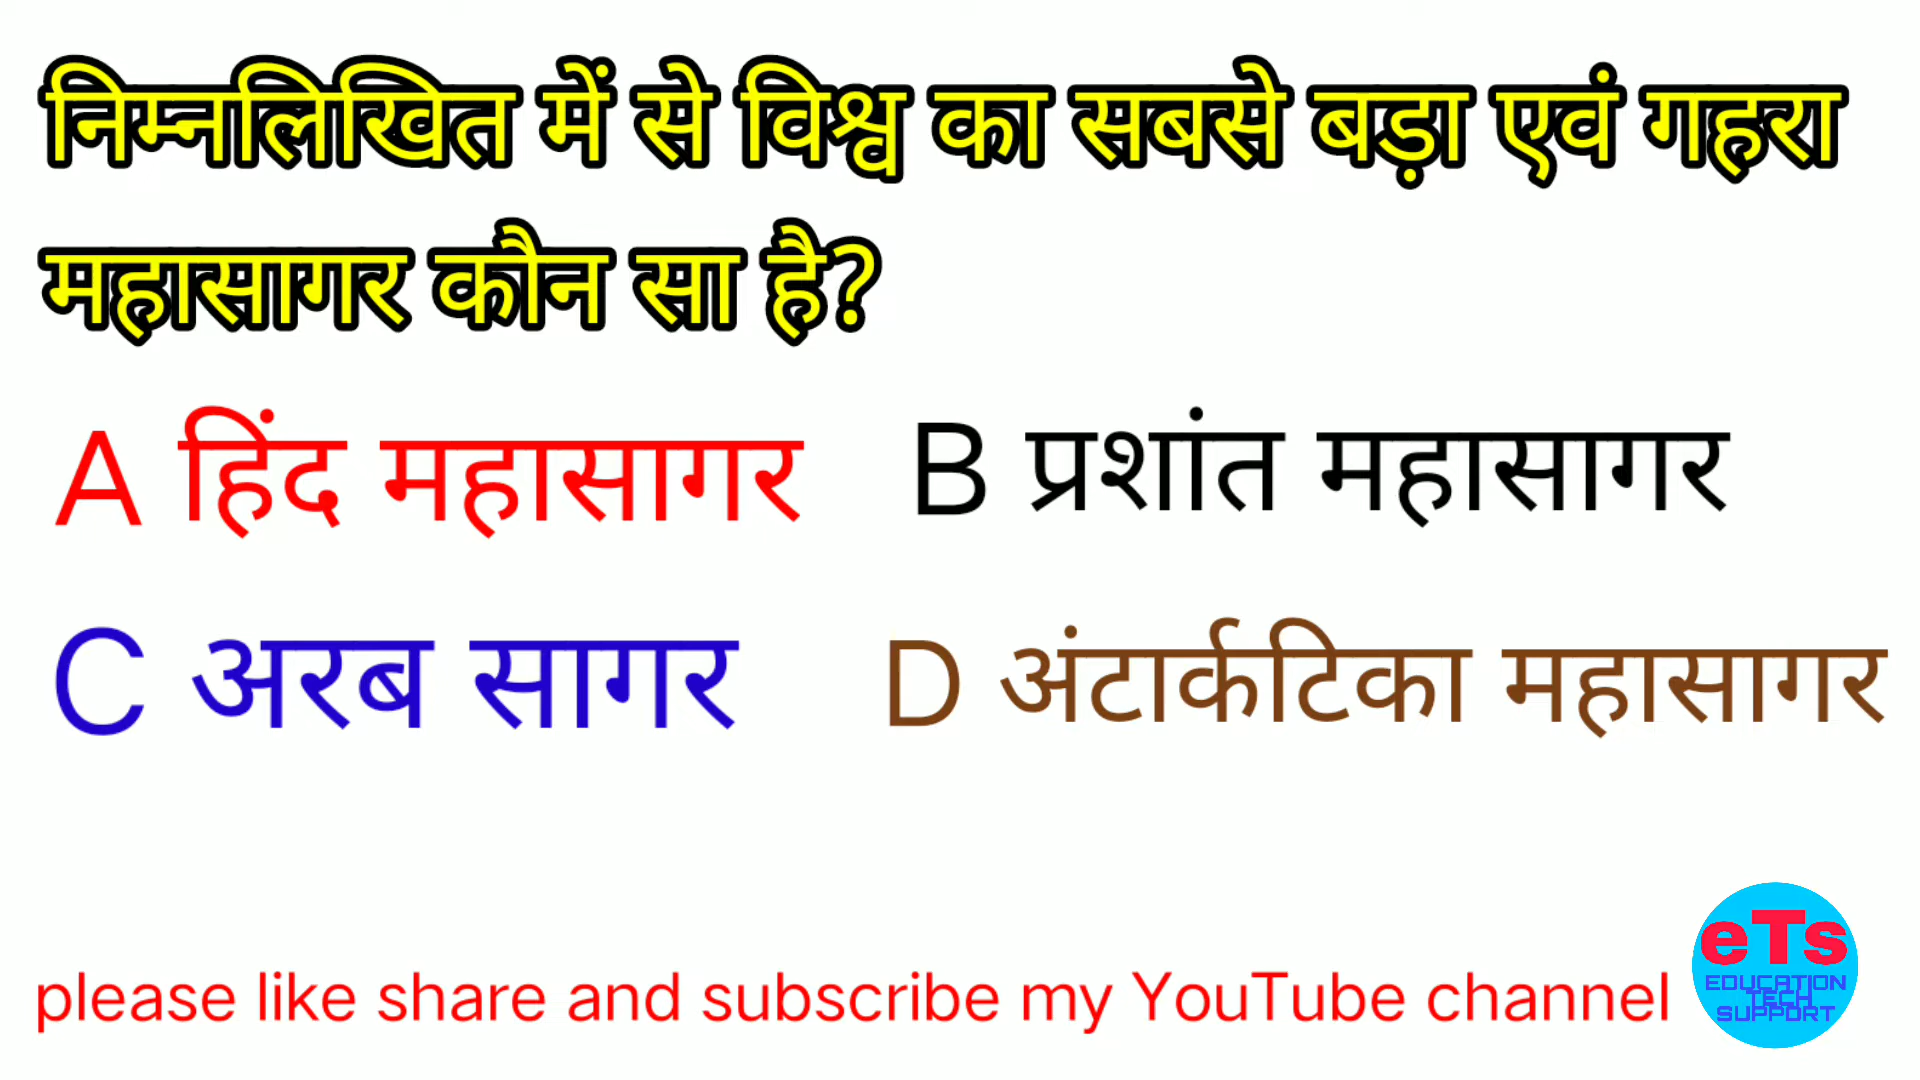 निम्नलिखित में से विश्व का सबसे बड़ा एवं गहरा
महासागर कौन सा है?
A हिंद महासागर
B प्रशांत महासागर
C अरब सागर
D अंटार्कटिका महासागर
please like share and subscribe my YouTube channel
eTs
EDUCATION
TECH
SUPPORT